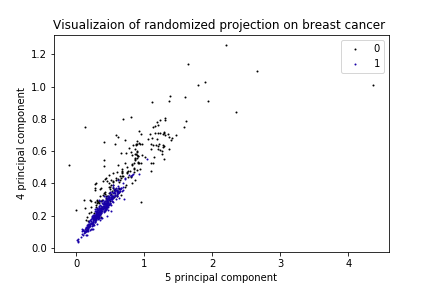 Visualizaion of randomized projection on breast cancer
1.2
1.0
0.8
0.6
0.4
0.2
0.0
4 principal component
0
1
0 1 2 3 4
5 principal component